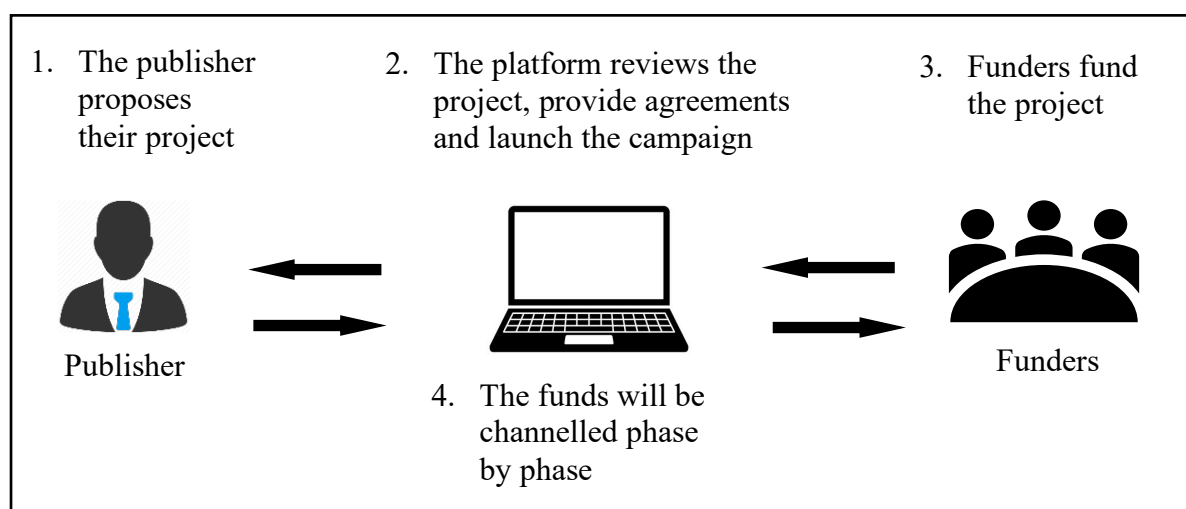 1. The publisher
proposes
their project
2. The platform reviews the
project, provide agreements
and launch the campaign
3. Funders fund
the project
Publisher
Funders
4. The funds will be
channelled phase
by phase